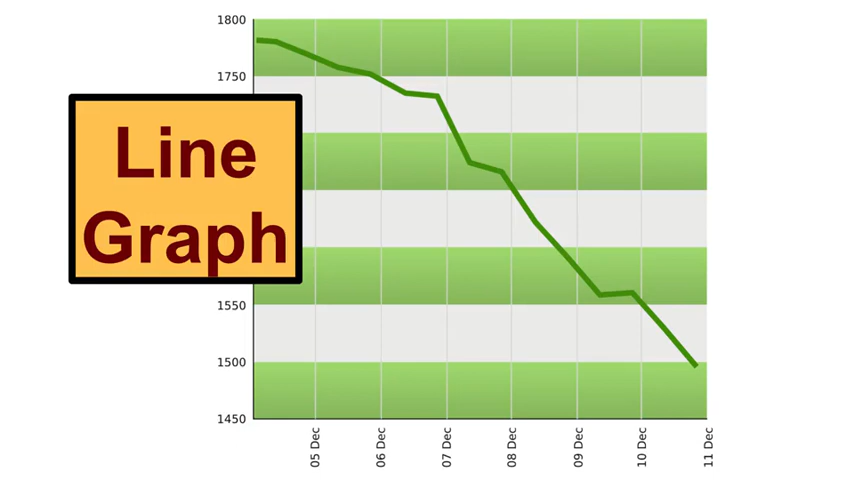 1800
1750
Line
Graph
1550
1500
1450
05 Dec
06 Dec
07 Dec
08 Dec
09 Dec
10 Dec
11 Dec